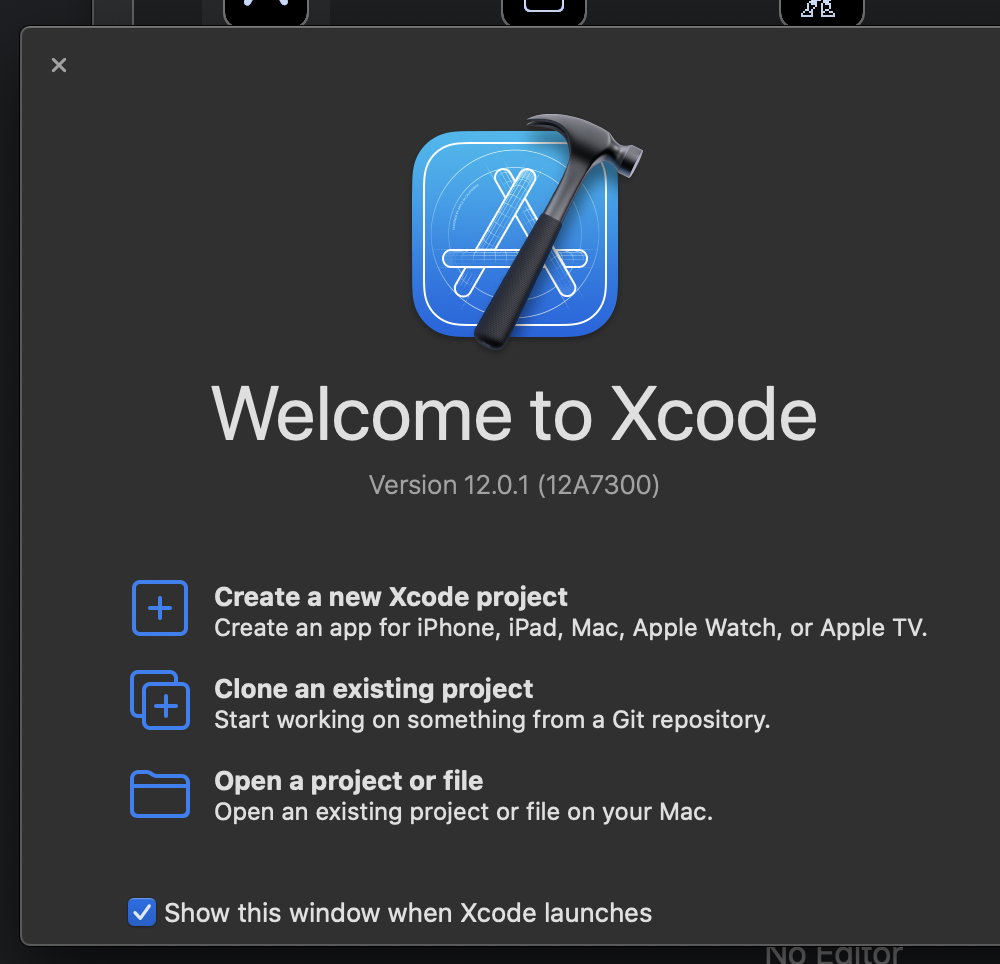 Welcome to Xcode
Version 12.0.1 (12A7300)
Create a new Xcode project
Create an app for iPhone, iPad, Mac, Apple Watch, or Apple TV.
Clone an existing project
Start working on something from a Git repository.
Open a project or file
Open an existing project or file on your Mac.
Show this window when Xcode launches
No Editor